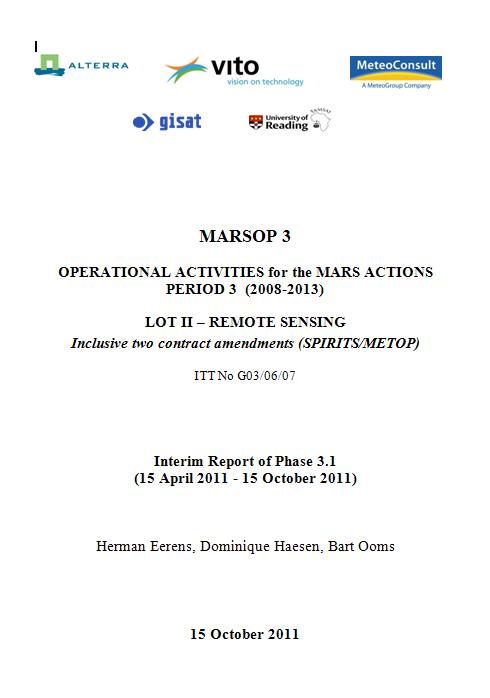 ALTERRA
vito
vision on technology
MeteoConsult
A MeteoGroup Company
gisat
University of
Reading
TAMSAT
MARSOP 3
OPERATIONAL ACTIVITIES for the MARS ACTIONS
PERIOD 3 (2008-2013)
LOT II – REMOTE SENSING
Inclusive two contract amendments (SPIRITS/METOP)
ITT No G03/06/07
Interim Report of Phase 3.1
(15 April 2011 - 15 October 2011)
Herman Eerens, Dominique Haesen, Bart Ooms
15 October 2011